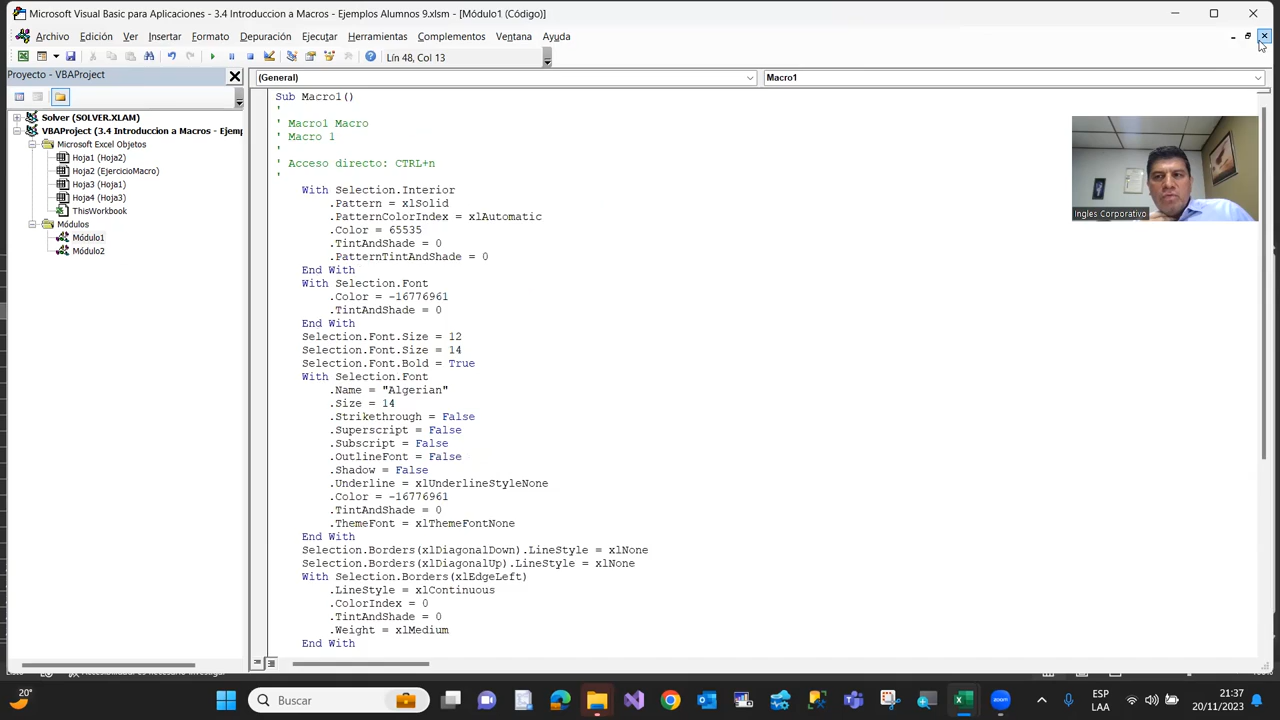 Microsoft Visual Basic para Aplicaciones - 3.4 Introduccion a Macros - Ejemplos Alumnos 9.xlsm - [Módulo1 (Código)]
Archivo Edición Ver Insertar Formato Depuración Ejecutar Herramientas Complementos Ventana Ayuda
Lín 48, Col 13
Proyecto - VBAProject
(General)
Macro1
Solver (SOLVER.XLAM)
VBAProject (3.4 Introduccion a Macros - Ejemp
Microsoft Excel Objetos
Hoja1 (Hoja2)
Hoja2 (EjercicioMacro)
Hoja3 (Hoja1)
Hoja4 (Hoja3)
ThisWorkbook
Módulos
Módulo1
Módulo2
Sub Macro1()
'
' Macro1 Macro
' Macro 1
'
' Acceso directo: CTRL+n
'
With Selection.Interior
.Pattern = xlSolid
.PatternColorIndex = xlAutomatic
.Color = 65535
.TintAndShade = 0
.PatternTintAndShade = 0
End With
With Selection.Font
.Color = -16776961
.TintAndShade = 0
End With
Selection.Font.Size = 12
Selection.Font.Size = 14
Selection.Font.Bold = True
With Selection.Font
.Name = "Algerian"
.Size = 14
.Strikethrough = False
.Superscript = False
.Subscript = False
.OutlineFont = False
.Shadow = False
.Underline = xlUnderlineStyleNone
.Color = -16776961
.TintAndShade = 0
.ThemeFont = xlThemeFontNone
End With
Selection.Borders(xlDiagonalDown).LineStyle = xlNone
Selection.Borders(xlDiagonalUp).LineStyle = xlNone
With Selection.Borders(xlEdgeLeft)
.LineStyle = xlContinuous
.ColorIndex = 0
.TintAndShade = 0
.Weight = xlMedium
End With
Ingles Corporativo
20°
Buscar
ESP
LAA
21:37
20/11/2023